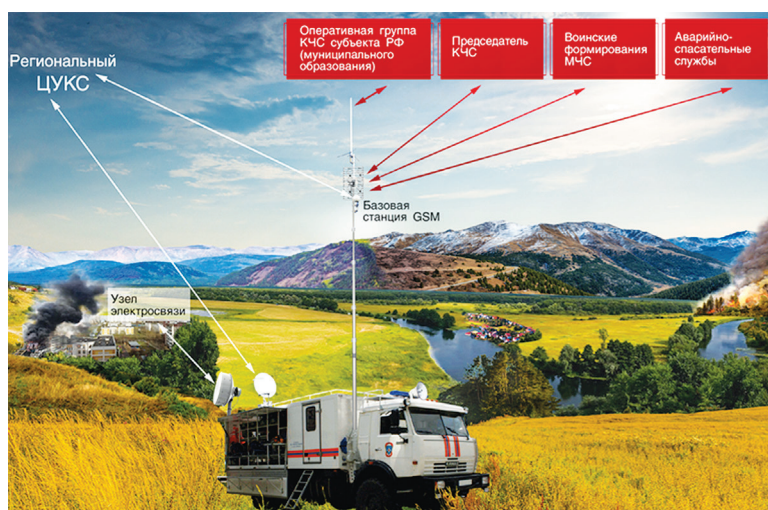 Региональный
ЦУКС
Оперативная группа
КЧС субъекта РФ
(муниципального
образования)
Председатель
КЧС
Воинские
формирования
МЧС
Аварийно-
спасательные
службы
Базовая
станция GSM
Узел
электросвязи